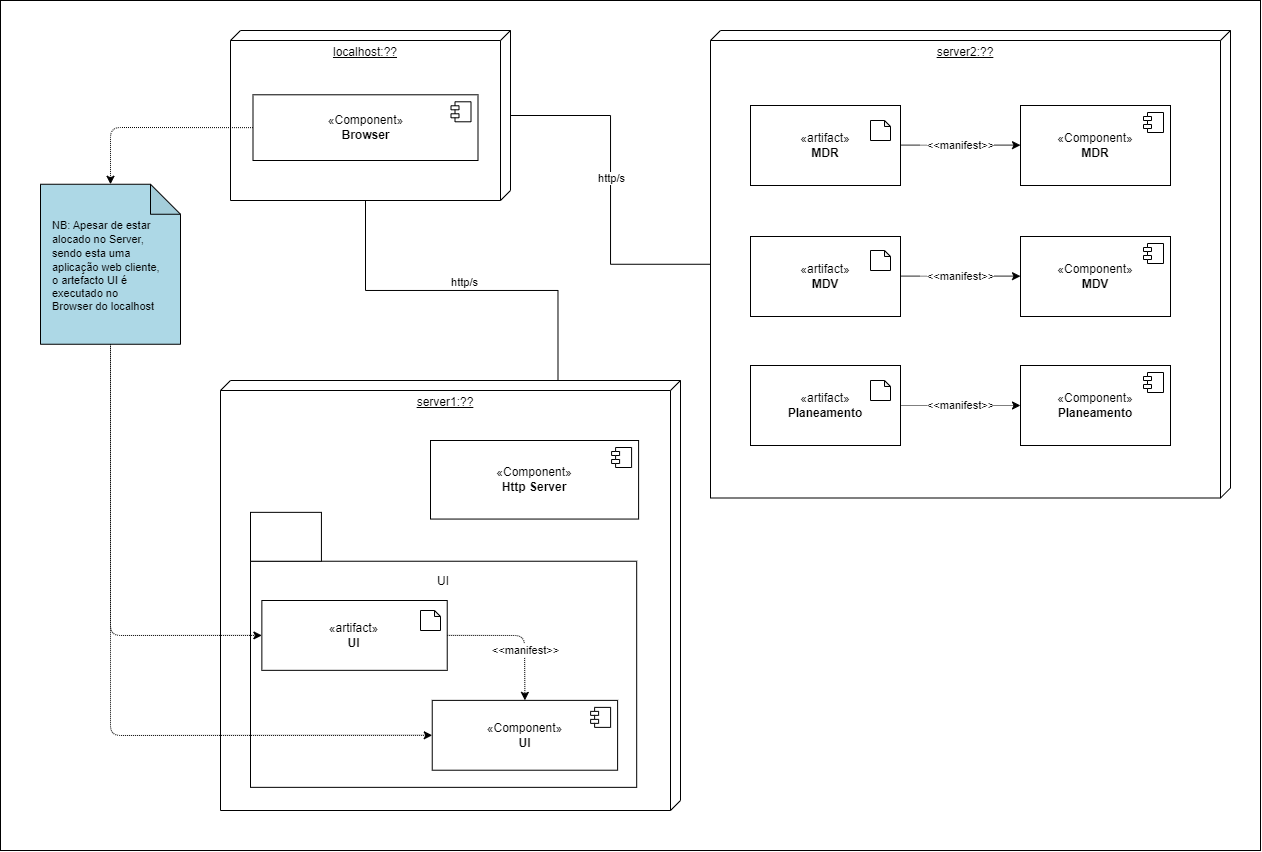 localhost:??
«Component»
Browser
http/s
http/s
NB: Apesar de estar
alocado no Server,
sendo esta uma
aplicação web cliente,
o artefacto UI é
executado no
Browser do localhost
server2:??
«artifact»
MDR
<<manifest>>
«Component»
MDR
«artifact»
MDV
<<manifest>>
«Component»
MDV
«artifact»
Planeamento
<<manifest>>
«Component»
Planeamento
server1:??
«Component»
Http Server
UI
«artifact»
UI
<<manifest>>
«Component»
UI